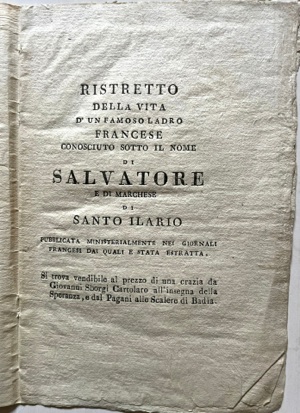 RISTRETTO
DELLA VITA
D'UN FAMOSO LADRO
FRANCESE
CONOSCIUTO SOTTO IL NOME
DI
SALVATORE
E DI MARCHESE
DI
SANTO ILARIO
PUBBLICATA MINISTERIALMENTE NEI GIORNALI
FRANCESI DAI QUALI E STATA ESTRATTA.
Si trova vendibile al prezzo di una crazia da
Giovanni Sborgi Cartolaro all'insegna della
Speranza, e dal Pagani alle Scalere di Badia.